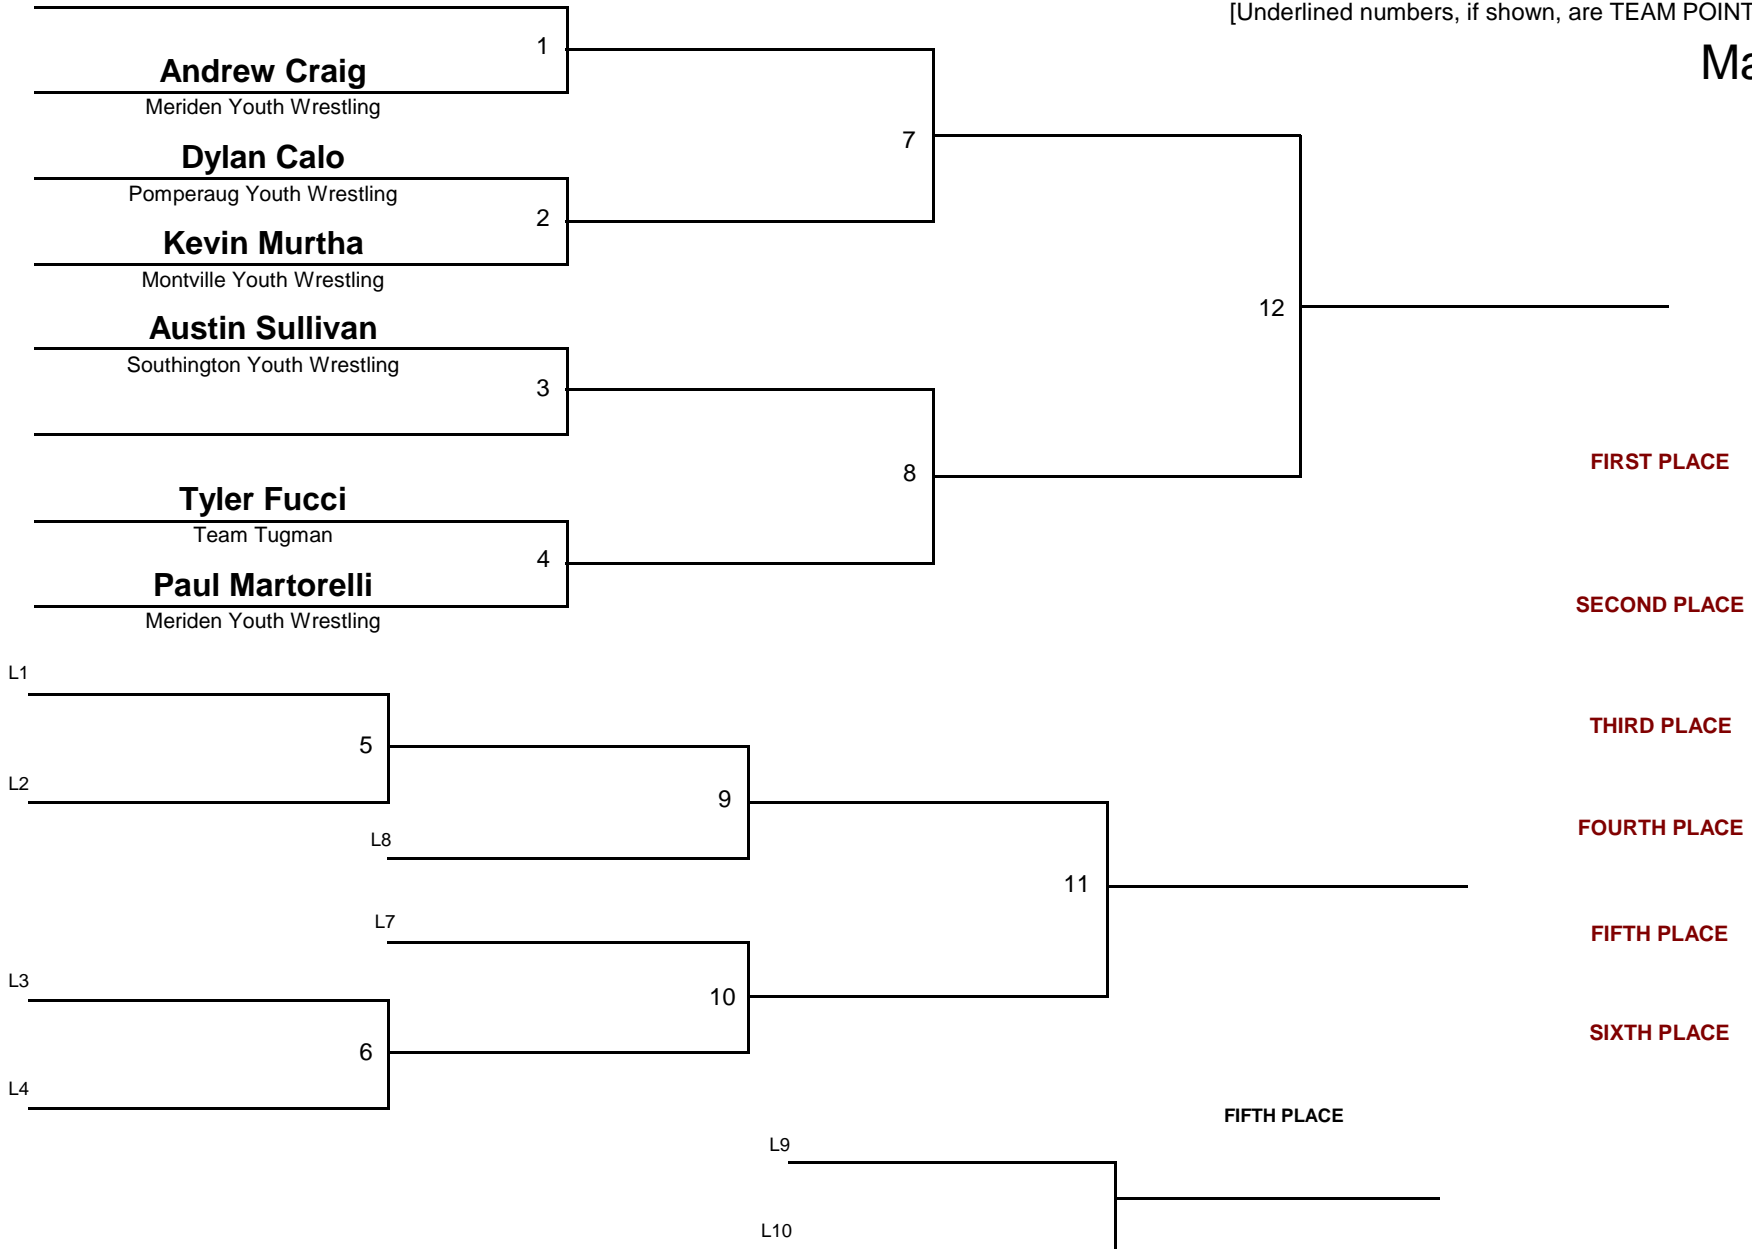 [Underlined numbers, if shown, are TEAM POINT
Ma
1
Andrew Craig
Meriden Youth Wrestling
7
Dylan Calo
Pomperaug Youth Wrestling
2
Kevin Murtha
Montville Youth Wrestling
12
Austin Sullivan
Southington Youth Wrestling
3
FIRST PLACE
8
Tyler Fucci
Team Tugman
4
Paul Martorelli
Meriden Youth Wrestling
SECOND PLACE
L1
THIRD PLACE
5
L2
9
FOURTH PLACE
L8
11
L7
FIFTH PLACE
L3
10
SIXTH PLACE
6
L4
FIFTH PLACE
L9
L10